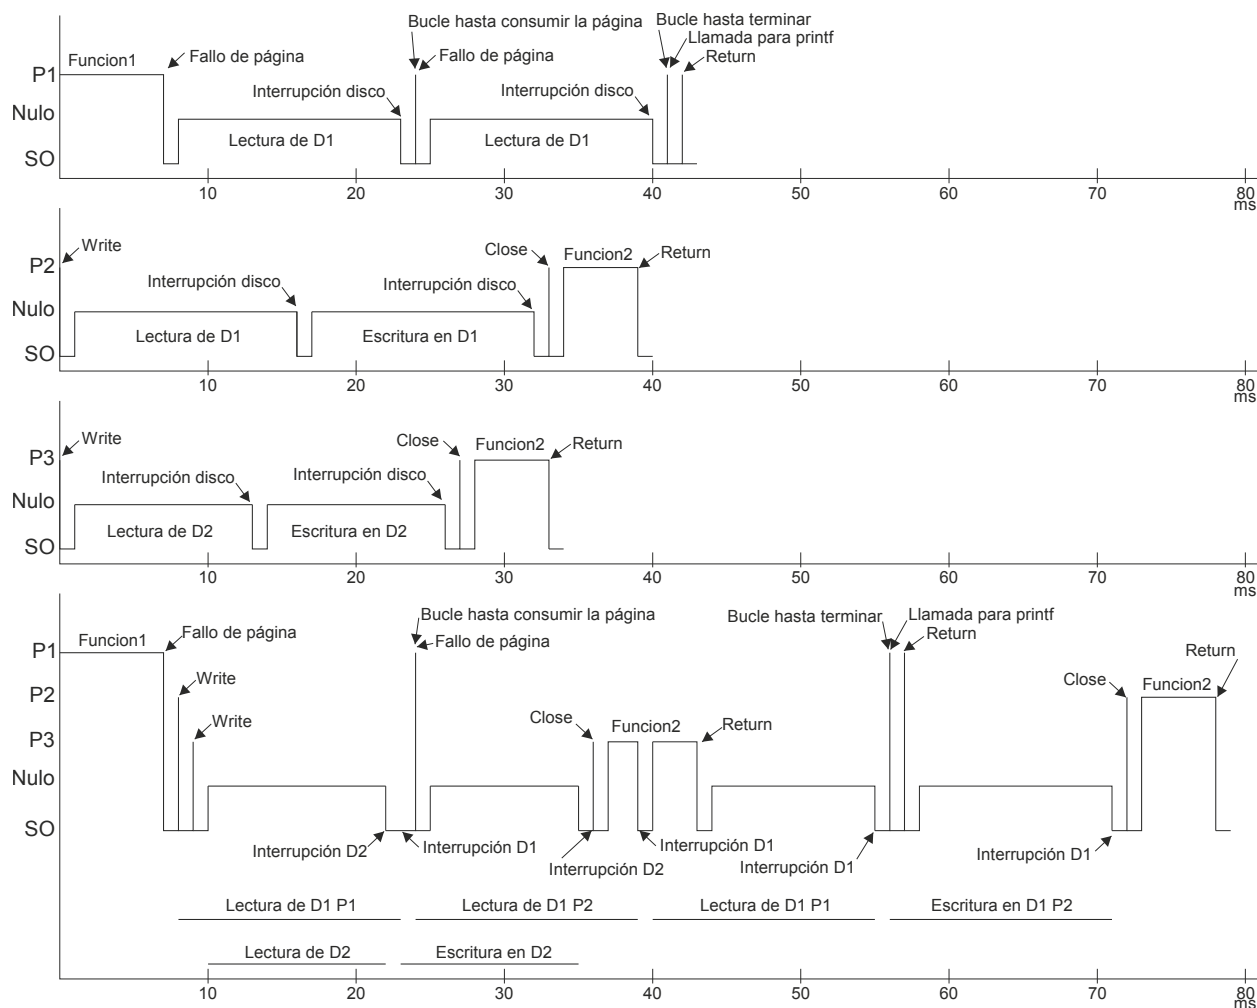 Bucle hasta consumir la página
Bucle hasta terminar
Llamada para printf
Funcion1
Fallo de página
Fallo de página
Return
P1
Interrupción disco
Interrupción disco
Nulo
Lectura de D1
Lectura de D1
SO
10 20 30 40 50 60 70 80
ms
Write
Close
Funcion2
Return
P2
Interrupción disco
Interrupción disco
Nulo
Lectura de D1
Escritura en D1
SO
10 20 30 40 50 60 70 80
ms
Write
Close
Funcion2
Return
P3
Interrupción disco
Interrupción disco
Nulo
Lectura de D2
Escritura en D2
SO
10 20 30 40 50 60 70 80
ms
Bucle hasta consumir la página
Bucle hasta terminar
Llamada para printf
Funcion1
Fallo de página
Fallo de página
Return
P1
Return
Write
Close
Funcion2
P2
Write
Close
Funcion2
Return
P3
Nulo
SO
Interrupción D2
Interrupción D1
Interrupción D2
Interrupción D1
Interrupción D1
Interrupción D1
Lectura de D1 P1
Lectura de D1 P2
Lectura de D1 P1
Escritura en D1 P2
Lectura de D2
Escritura en D2
10 20 30 40 50 60 70 80
ms